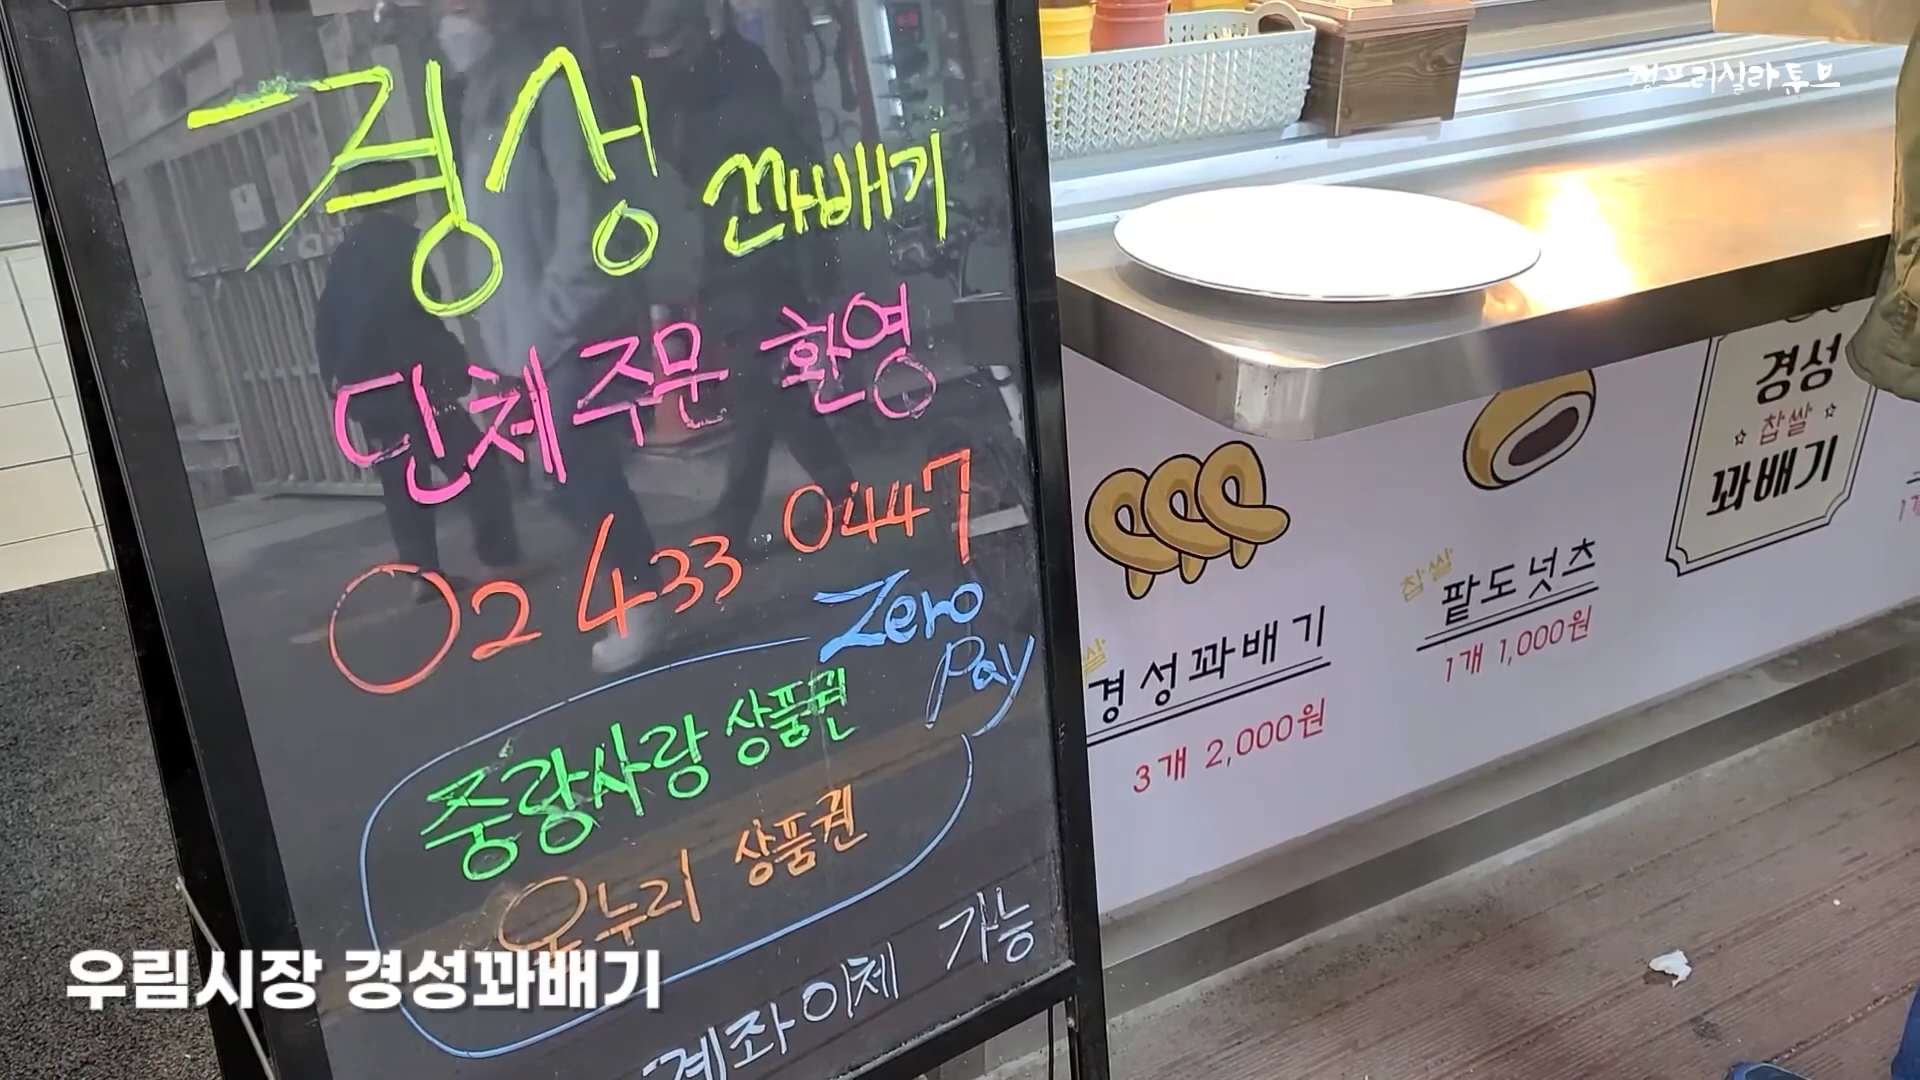 경성 꽈배기
단체주문 환영
02 433 0447
Zero
Pay
중랑사랑 상품권
온누리 상품권
계좌이체 가능
우림시장 경성꽈배기
경성꽈배기
3개 2,000원
찹쌀
팥도넛츠
1개 1,000원
경성
찹쌀
꽈배기